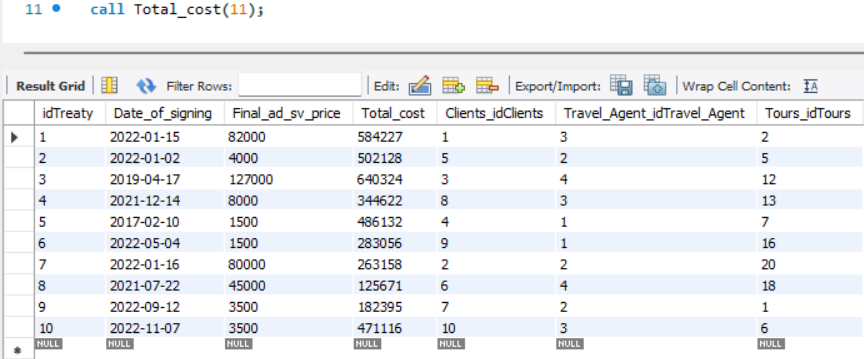 11 call Total_cost(11);
Result Grid Filter Rows: Edit: Export/Import: Wrap Cell Content: IA
idTreaty Date_of_signing Final_ad_sv_price Total_cost Clients_idClients Travel_Agent_idTravel_Agent Tours_idTours
1 2022-01-15 82000 584227 1 3 2
2 2022-01-02 4000 502128 5 2 5
3 2019-04-17 127000 640324 3 4 12
4 2021-12-14 8000 344622 8 3 13
5 2017-02-10 1500 486132 4 1 7
6 2022-05-04 1500 283056 9 1 16
7 2022-01-16 80000 263158 2 2 20
8 2021-07-22 45000 125671 6 4 18
9 2022-09-12 3500 182395 7 2 1
10 2022-11-07 3500 471116 10 3 6
NULL NULL NULL NULL NULL NULL NULL